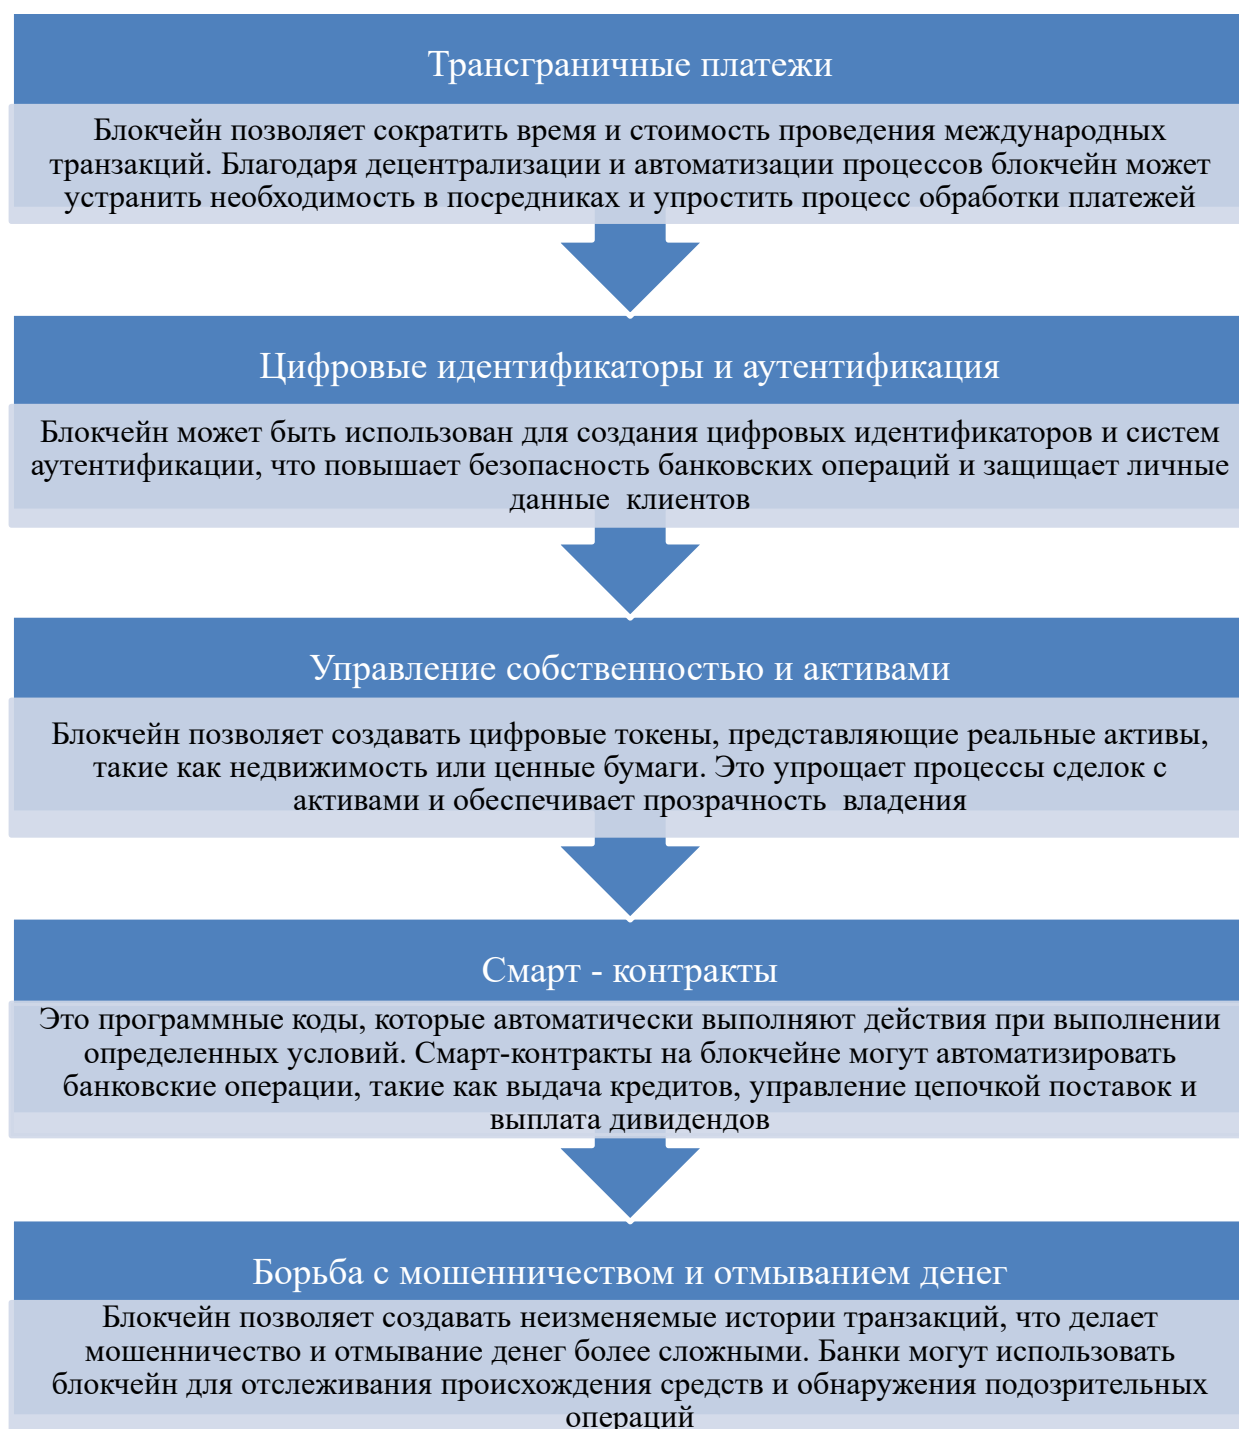 Трансграничные платежи
Блокчейн позволяет сократить время и стоимость проведения международных
транзакций. Благодаря децентрализации и автоматизации процессов блокчейн может
устранить необходимость в посредниках и упростить процесс обработки платежей
Цифровые идентификаторы и аутентификация
Блокчейн может быть использован для создания цифровых идентификаторов и систем
аутентификации, что повышает безопасность банковских операций и защищает личные
данные  клиентов
Управление собственностью и активами
Блокчейн позволяет создавать цифровые токены, представляющие реальные активы,
такие как недвижимость или ценные бумаги. Это упрощает процессы сделок с
активами и обеспечивает прозрачность  владения
Смарт - контракты
Это программные коды, которые автоматически выполняют действия при выполнении
определенных условий. Смарт-контракты на блокчейне могут автоматизировать
банковские операции, такие как выдача кредитов, управление цепочкой поставок и
выплата дивидендов
Борьба с мошенничеством и отмыванием денег
Блокчейн позволяет создавать неизменяемые истории транзакций, что делает
мошенничество и отмывание денег более сложными. Банки могут использовать
блокчейн для отслеживания происхождения средств и обнаружения подозрительных
операций